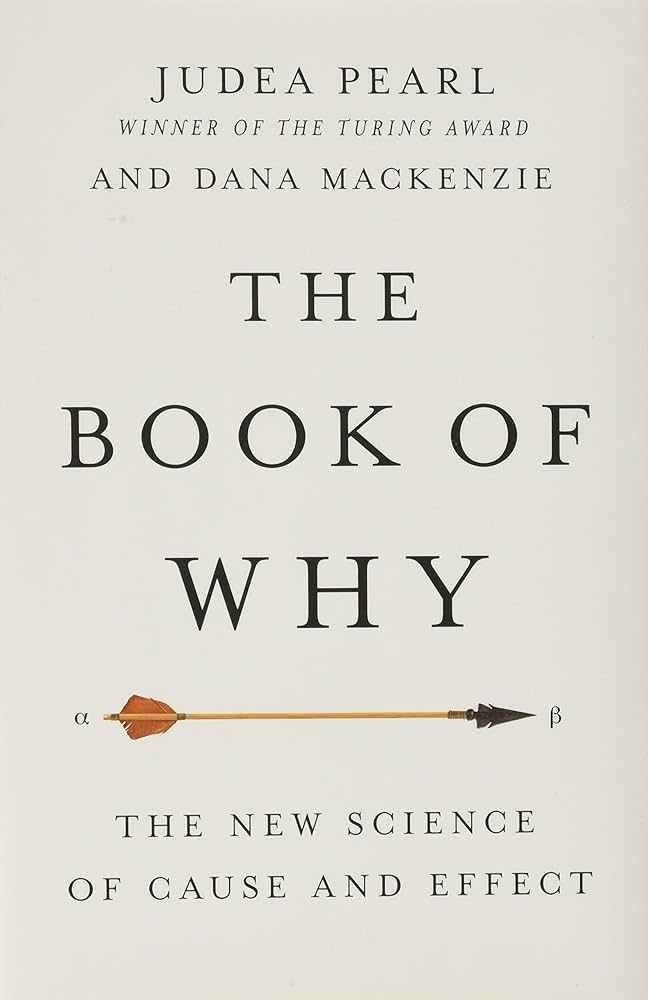 JUDEA PEARL
WINNER OF THE TURING AWARD
AND DANA MACKENZIE
THE
BOOK OF
WHY
α β
THE NEW SCIENCE
OF CAUSE AND EFFECT